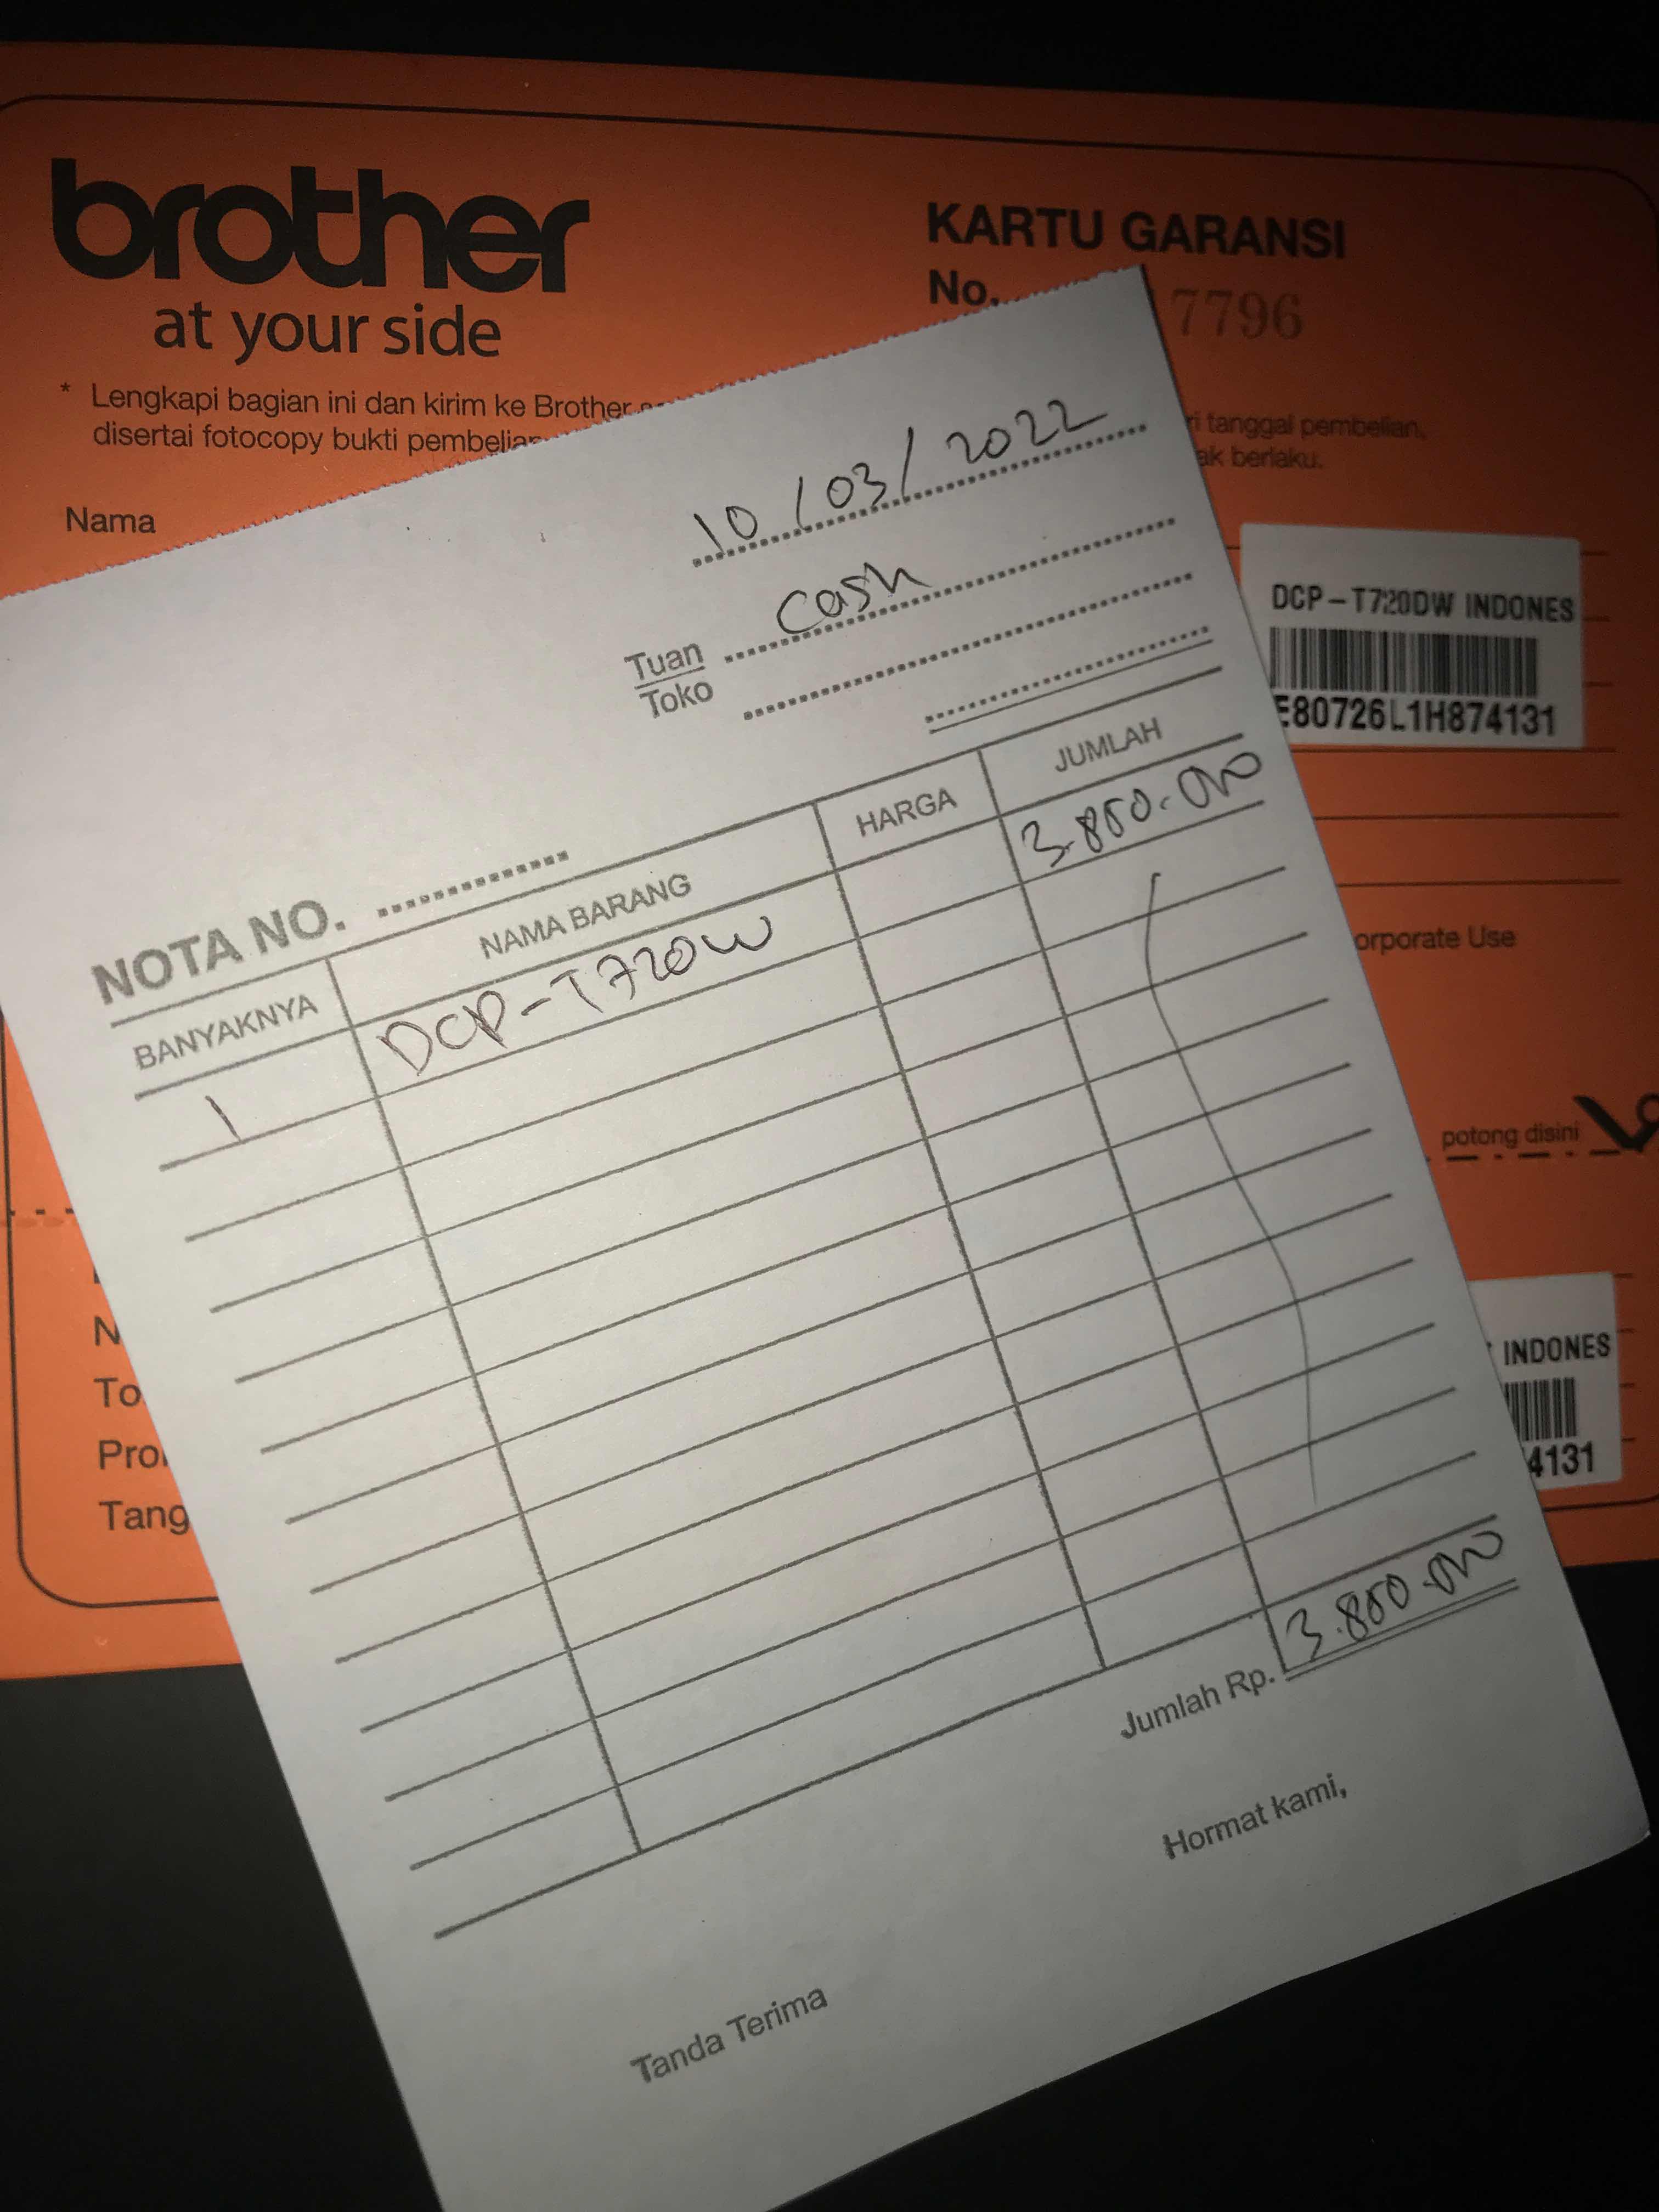 brother
at your side
KARTU GARANSI
No. 7796
* Lengkapi bagian ini dan kirim ke Brother
disertai fotocopy bukti pembelian
tanggal pembelian.
berlaku.
Nama
DCP-T720DW INDONES
E80726L1H874131
Corporate Use
potong disini
INDONES
4131
10/03/2022
Tuan Cash
Toko
NOTA NO.
BANYAKNYA NAMA BARANG HARGA JUMLAH
1 DCP-T720W 3.850.000
Jumlah Rp. 3.850.000
Tanda Terima Hormat kami,